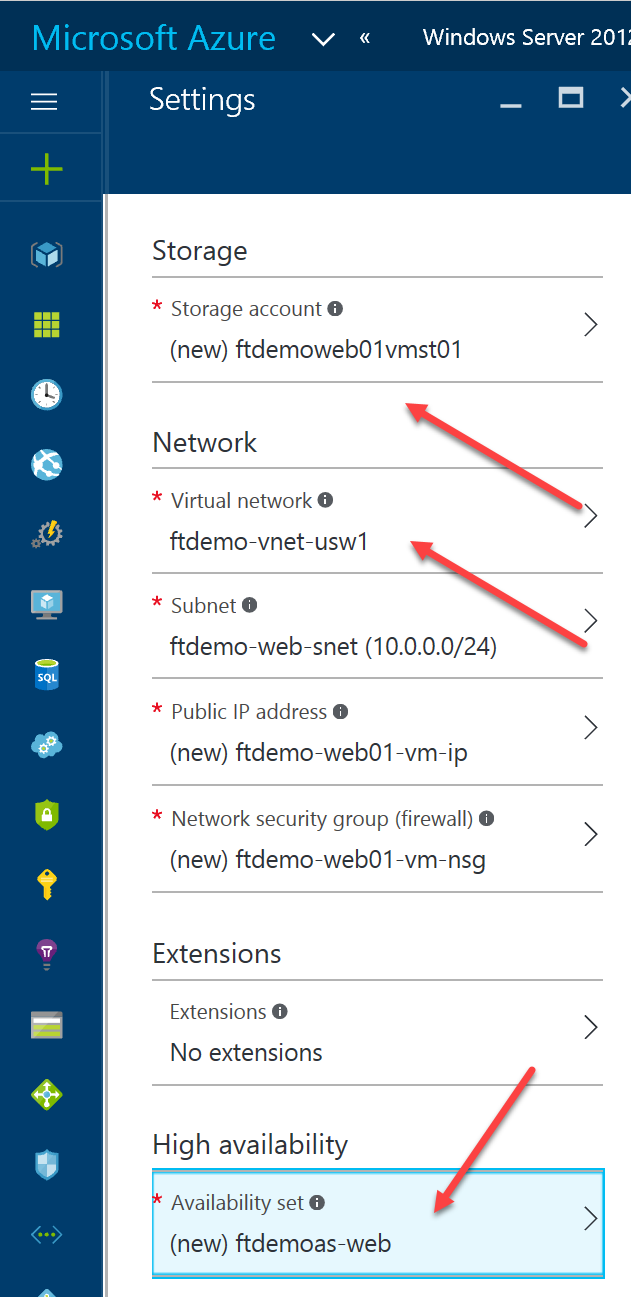 Microsoft Azure
Windows Server 2012
Settings
Storage
* Storage account
(new) ftdemoweb01vmst01
Network
* Virtual network
ftdemo-vnet-usw1
* Subnet
ftdemo-web-snet (10.0.0.0/24)
* Public IP address
(new) ftdemo-web01-vm-ip
* Network security group (firewall)
(new) ftdemo-web01-vm-nsg
Extensions
Extensions
No extensions
High availability
* Availability set
(new) ftdemoas-web
SQL